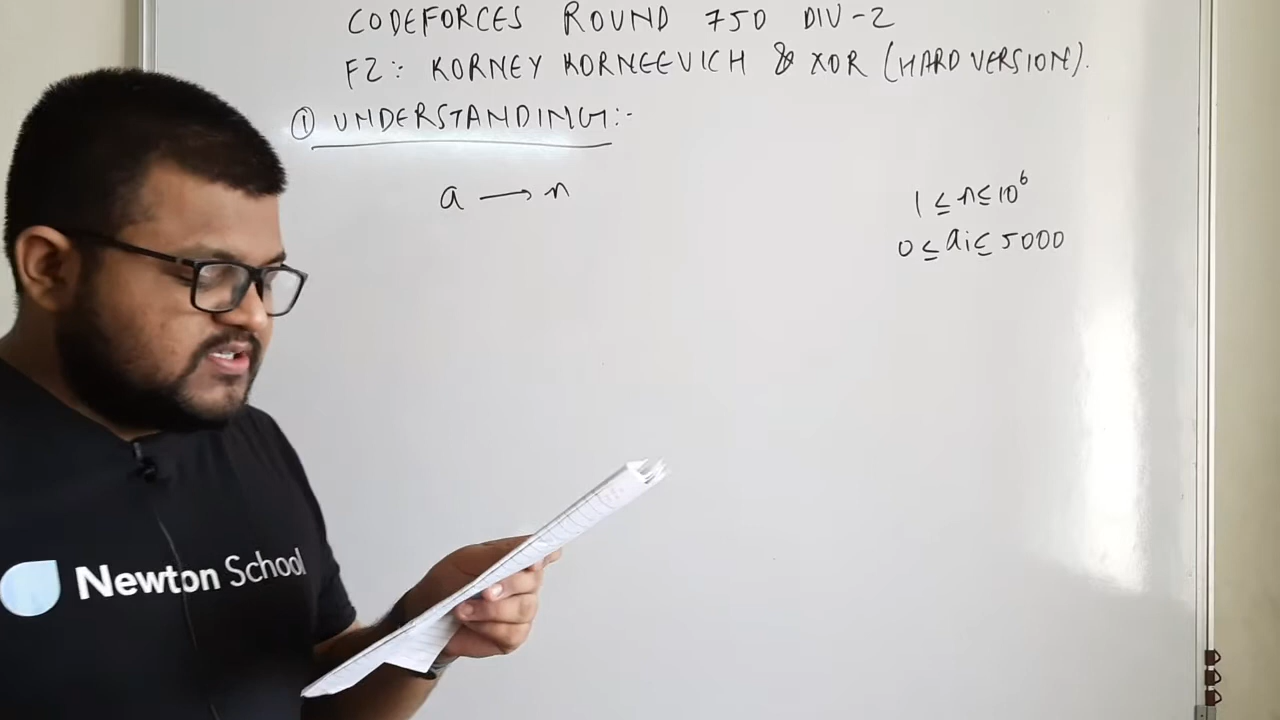 CODEFORCES ROUND 750 DIV-2
F2: KORNEY KORNEEVICH & XOR (HARD VERSION).
① UNDERSTANDING:-
a → n
1 ≤ n ≤ 10⁶
0 ≤ ai ≤ 5000
Newton School